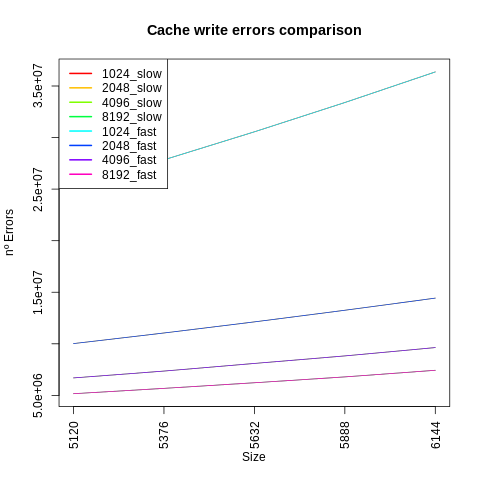 Cache write errors comparison
1024_slow
2048_slow
4096_slow
8192_slow
1024_fast
2048_fast
4096_fast
8192_fast
3.5e+07
2.5e+07
1.5e+07
5.0e+06
nº Errors
5120
5376
5632
5888
6144
Size